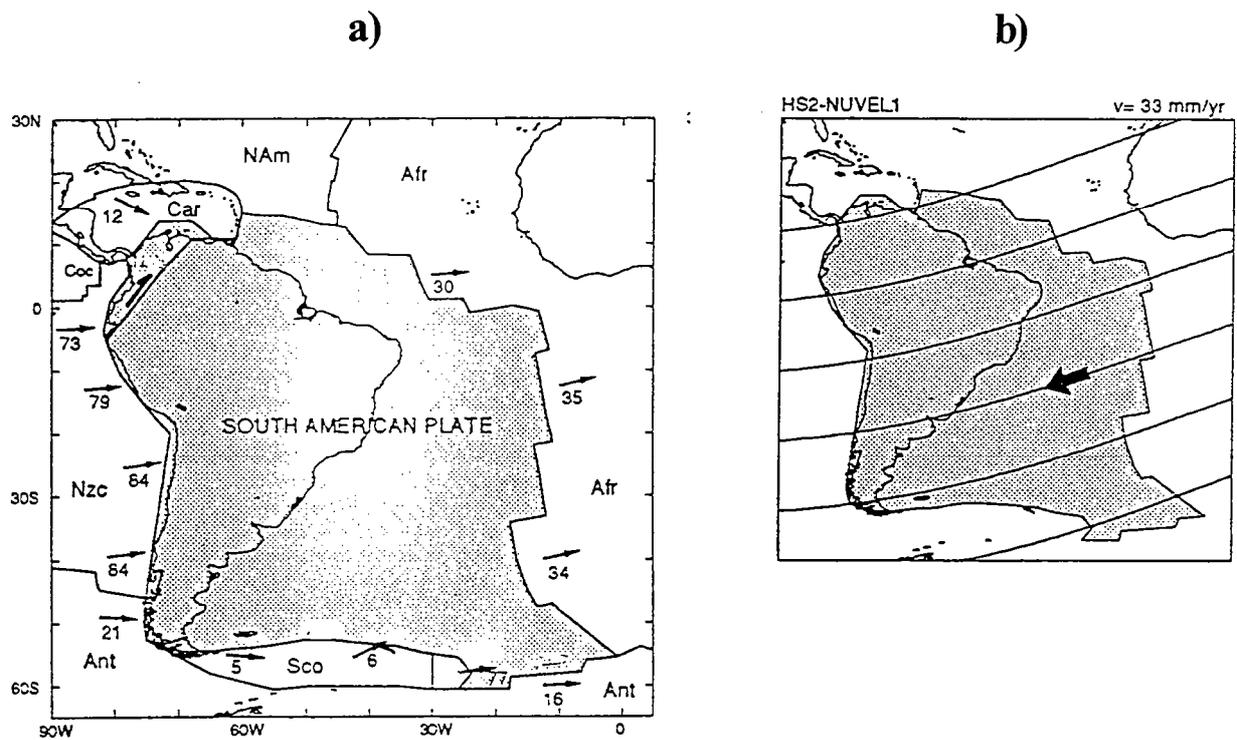 a)
b)
HS2-NUVEL1
v= 33 mm/yr
30N
NAm
Afr
12
Car
Coc
30
0
73
79
35
SOUTH AMERICAN PLATE
84
Nzc
Afr
30S
84
34
21
Ant
5
Sco
6
16
Ant
60S
90W
60W
30W
0